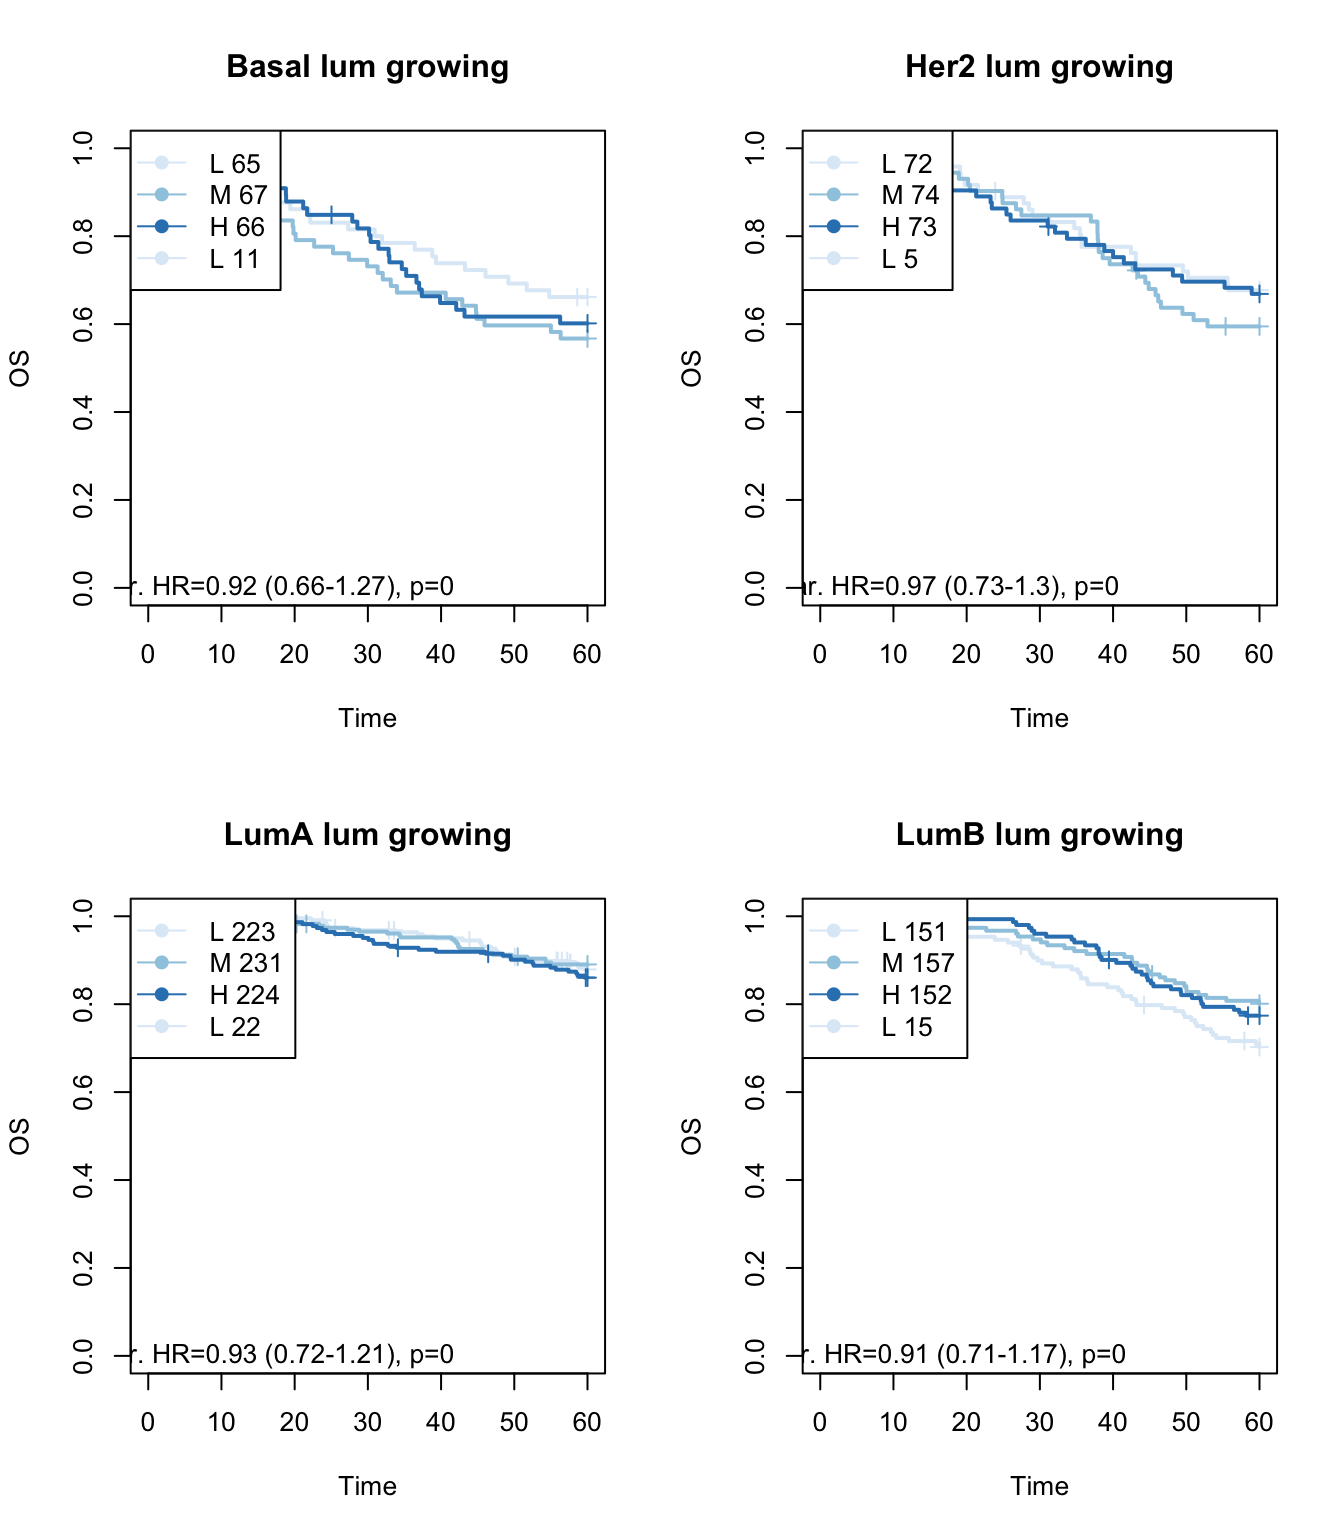 Basal lum growing
1.0
0.8
0.6
0.4
0.2
0.0
OS
L 65
M 67
H 66
L 11
r. HR=0.92 (0.66-1.27), p=0
0 10 20 30 40 50 60
Time
Her2 lum growing
1.0
0.8
0.6
0.4
0.2
0.0
OS
L 72
M 74
H 73
L 5
ar. HR=0.97 (0.73-1.3), p=0
0 10 20 30 40 50 60
Time
LumA lum growing
1.0
0.8
0.6
0.4
0.2
0.0
OS
L 223
M 231
H 224
L 22
r. HR=0.93 (0.72-1.21), p=0
0 10 20 30 40 50 60
Time
LumB lum growing
1.0
0.8
0.6
0.4
0.2
0.0
OS
L 151
M 157
H 152
L 15
r. HR=0.91 (0.71-1.17), p=0
0 10 20 30 40 50 60
Time